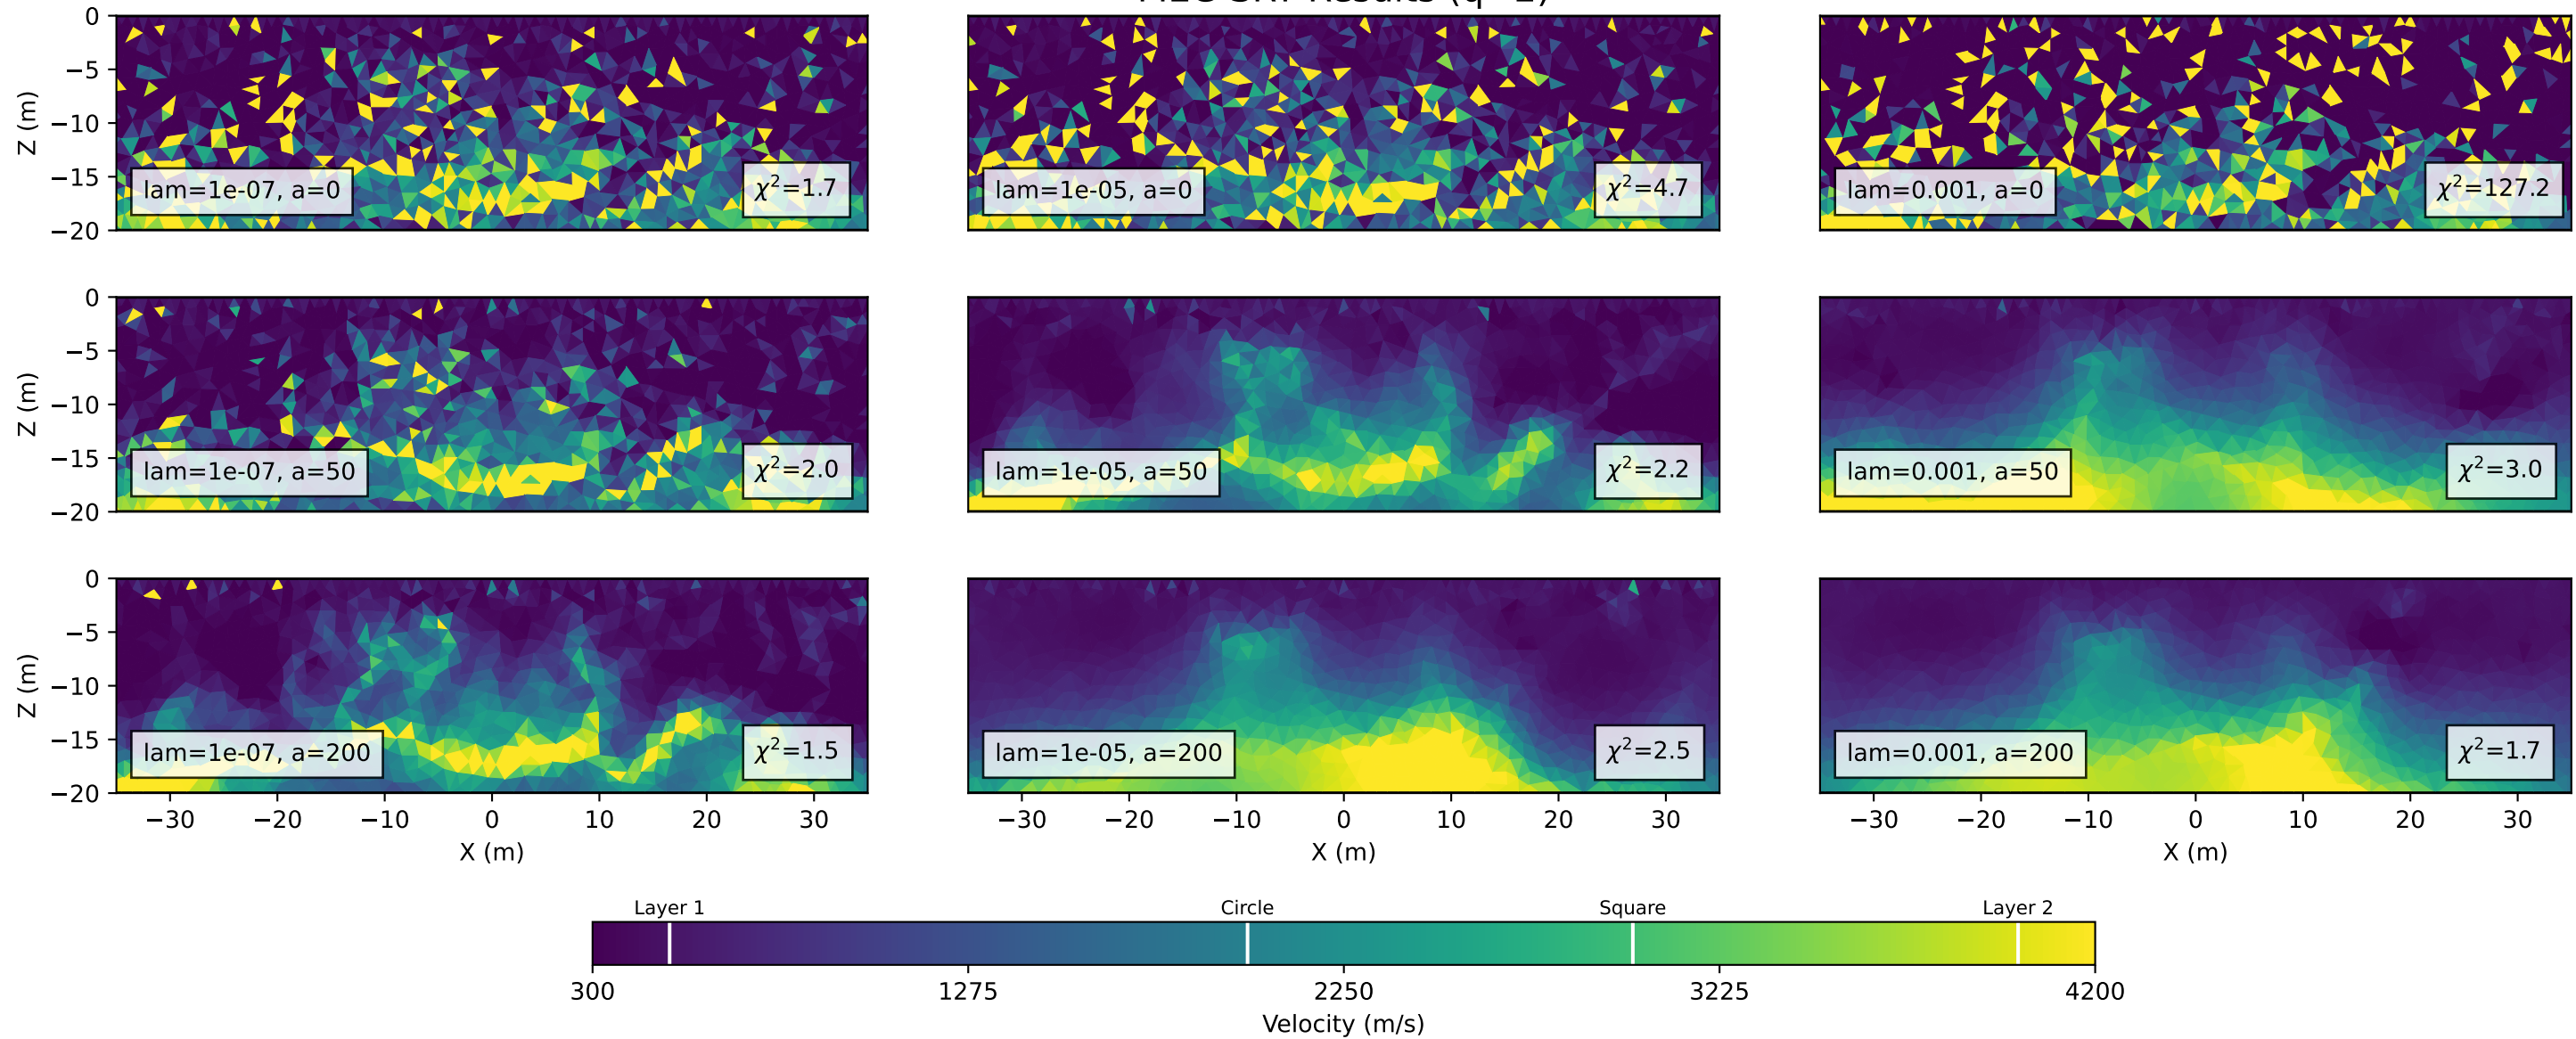 Results
0
−5
−10
−15
−20
Z (m)
lam=1e-07, a=0
χ²=1.7
lam=1e-05, a=0
χ²=4.7
lam=0.001, a=0
χ²=127.2
0
−5
−10
−15
−20
Z (m)
lam=1e-07, a=50
χ²=2.0
lam=1e-05, a=50
χ²=2.2
lam=0.001, a=50
χ²=3.0
0
−5
−10
−15
−20
Z (m)
lam=1e-07, a=200
χ²=1.5
lam=1e-05, a=200
χ²=2.5
lam=0.001, a=200
χ²=1.7
−30 −20 −10 0 10 20 30
−30 −20 −10 0 10 20 30
−30 −20 −10 0 10 20 30
X (m)
X (m)
X (m)
Layer 1 Circle Square Layer 2
300 1275 2250 3225 4200
Velocity (m/s)